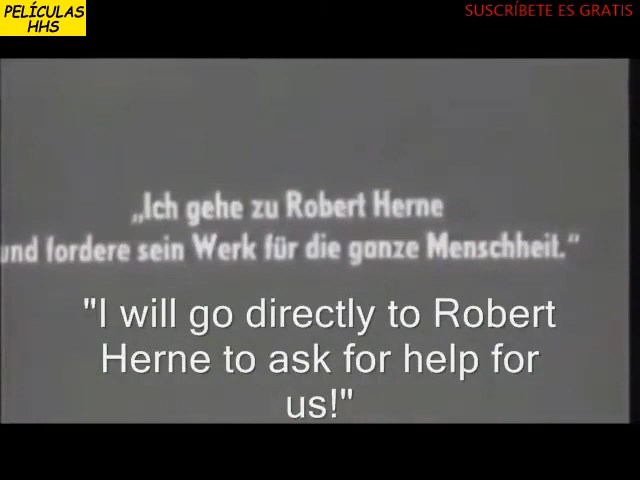 PELÍCULAS
HHS
SUSCRÍBETE ES GRATIS
„Ich gehe zu Robert Herne
und fordere sein Werk für die ganze Menschheit.“
"I will go directly to Robert
Herne to ask for help for
us!"